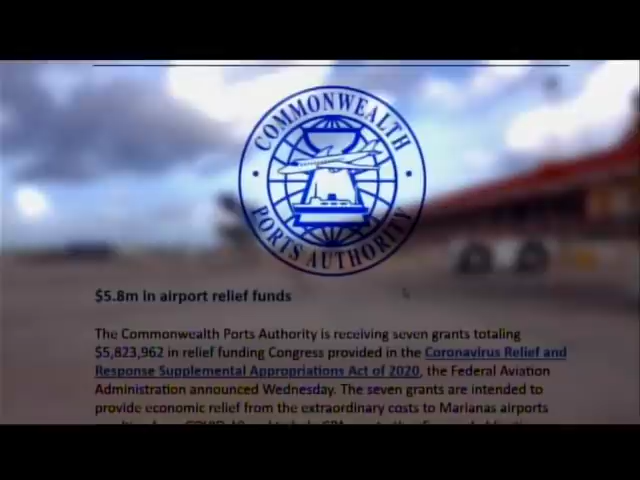 COMMONWEALTH
PORTS AUTHORITY
$5.8m in airport relief funds
The Commonwealth Ports Authority is receiving seven grants totaling
$5,823,962 in relief funding Congress provided in the Coronavirus Relief and
Response Supplemental Appropriations Act of 2020, the Federal Aviation
Administration announced Wednesday. The seven grants are intended to
provide economic relief from the extraordinary costs to Marianas airports